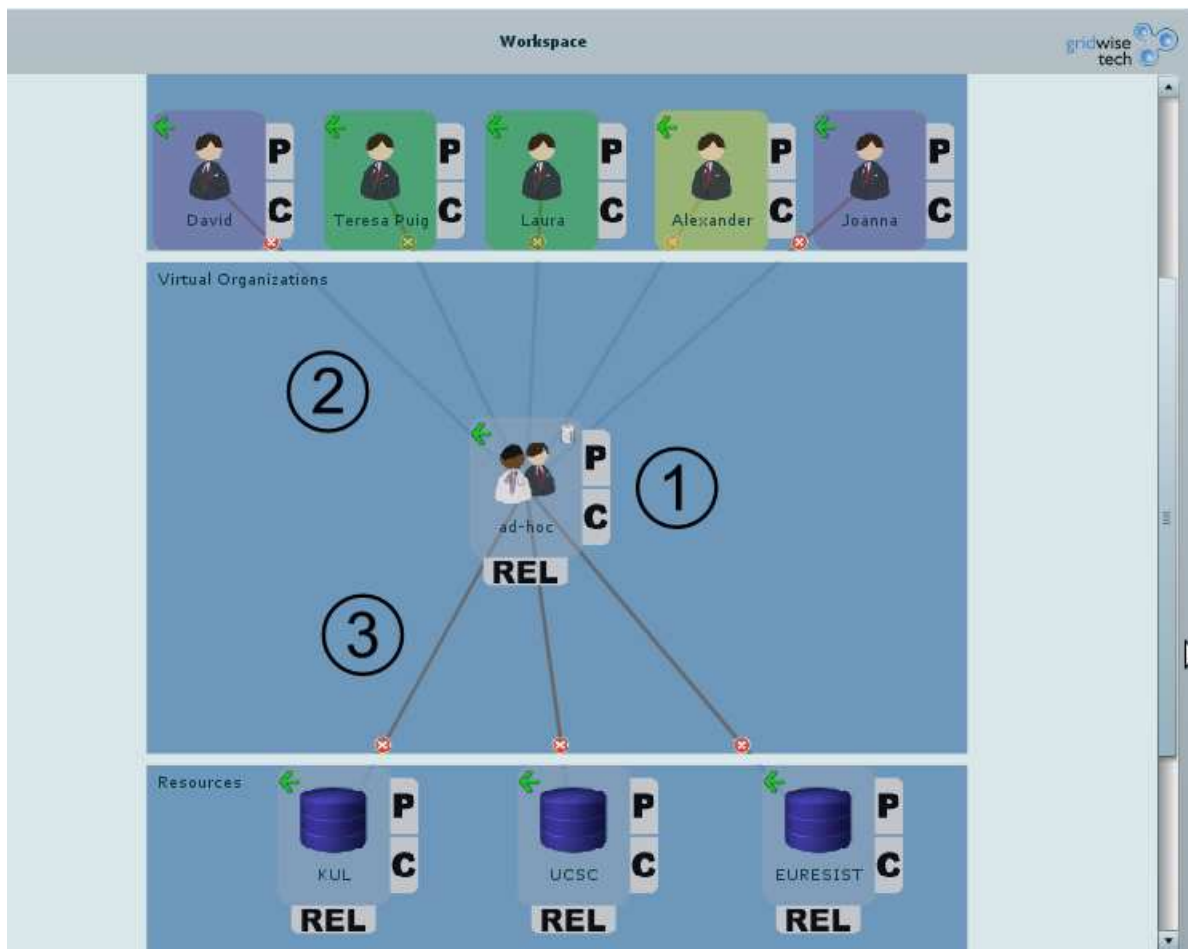 Workspace
gridwise
tech
P
P
P
P
P
C
C
C
C
C
David
Teresa Puig
Laura
Alexander
Joanna
Virtual Organizations
2
P
1
C
ad-hoc
REL
3
Resources
P
P
P
C
C
C
KUL
UCSC
EURESIST
REL
REL
REL